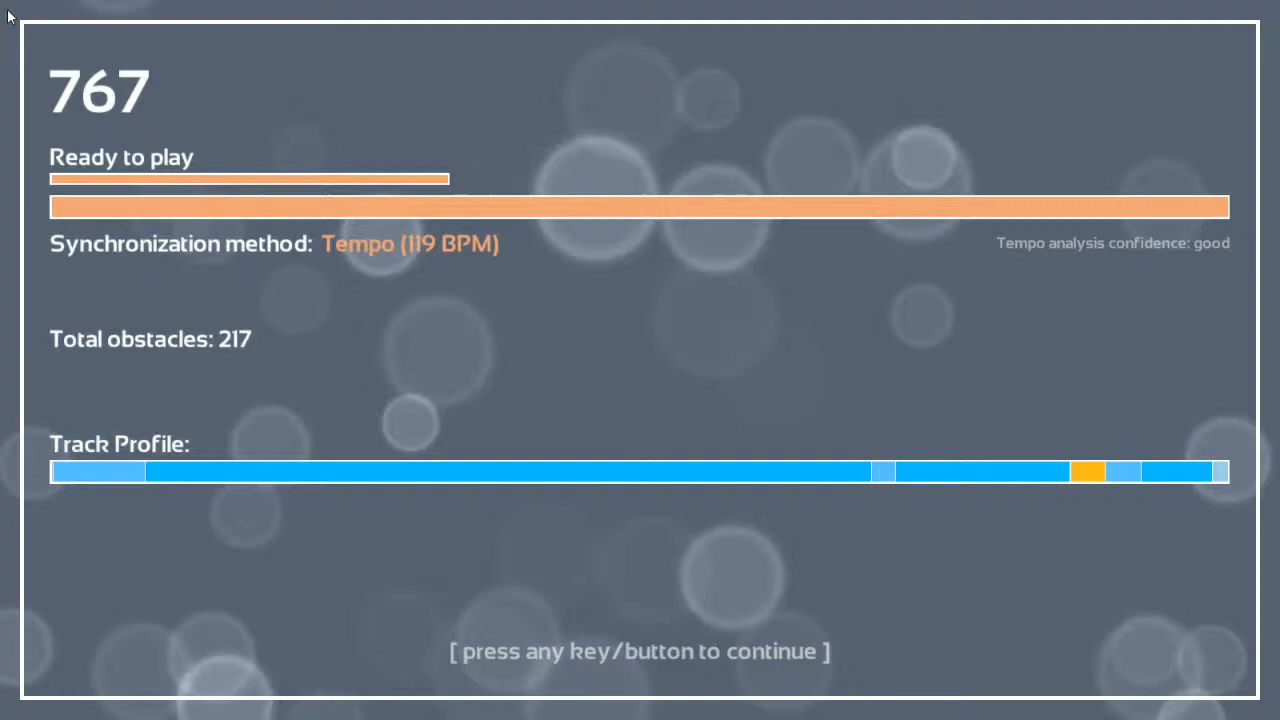 767
Ready to play
Synchronization method: Tempo (119 BPM)
Tempo analysis confidence: good
Total obstacles: 217
Track Profile:
[ press any key/button to continue ]